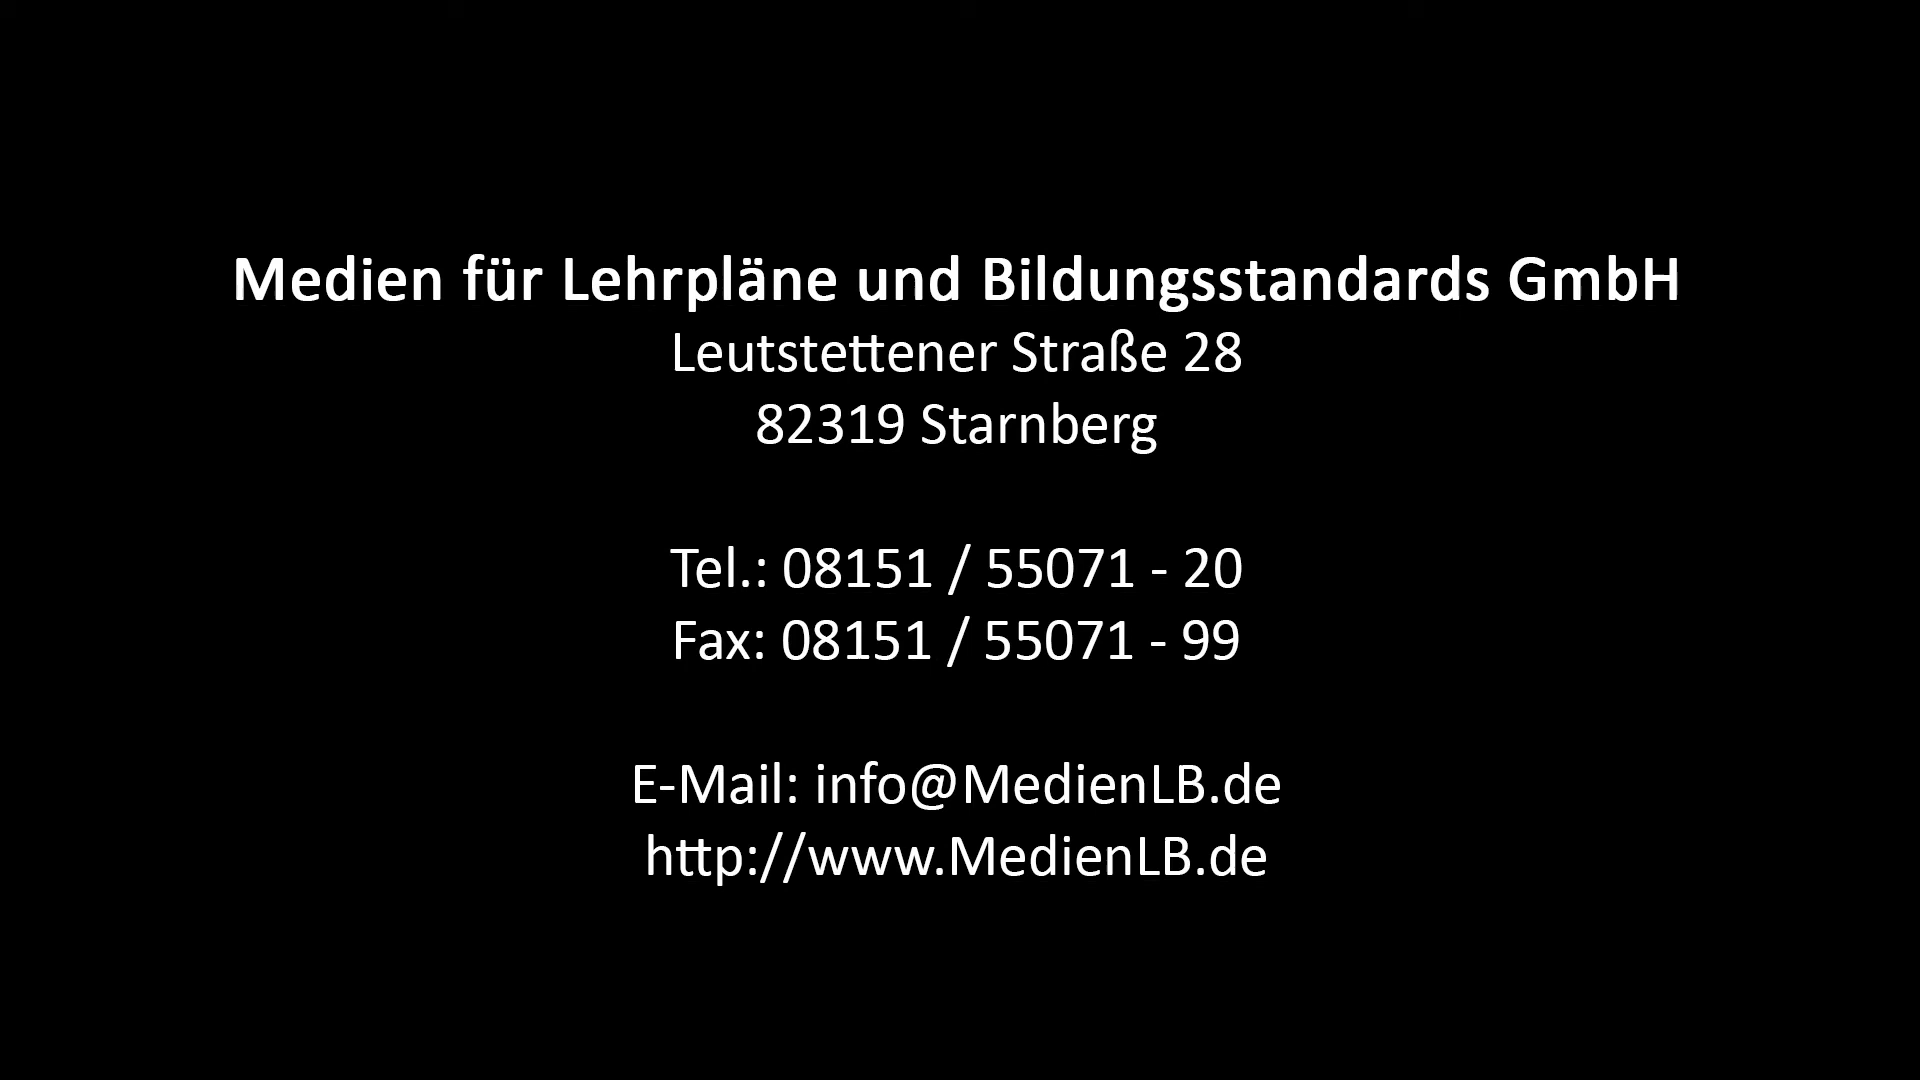 Medien für Lehrpläne und Bildungsstandards GmbH
Leutstettener Straße 28
82319 Starnberg
Tel.: 08151 / 55071 - 20
Fax: 08151 / 55071 - 99
E-Mail: info@MedienLB.de
http://www.MedienLB.de